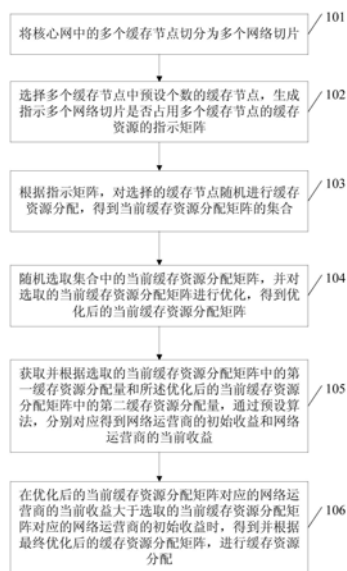 101
将核心网中的多个缓存节点切分为多个网络切片
102
选择多个缓存节点中预设个数的缓存节点，生成
指示多个网络切片是否占用多个缓存节点的缓存
资源的指示矩阵
103
根据指示矩阵，对选择的缓存节点随机进行缓存
资源分配，得到当前缓存资源分配矩阵的集合
104
随机选取集合中的当前缓存资源分配矩阵，并对
选取的当前缓存资源分配矩阵进行优化，得到优
化后的当前缓存资源分配矩阵
105
获取并根据选取的当前缓存资源分配矩阵中的第
一缓存资源分配量和所述优化后的当前缓存资源
分配矩阵中的第二缓存资源分配量，通过预设算
法，分别对应得到网络运营商的初始收益和网络
运营商的当前收益
106
在优化后的当前缓存资源分配矩阵对应的网络运
营商的当前收益大于选取的当前缓存资源分配矩
阵对应的网络运营商的初始收益时，得到并根据
最终优化后的缓存资源分配矩阵，进行缓存资源
分配